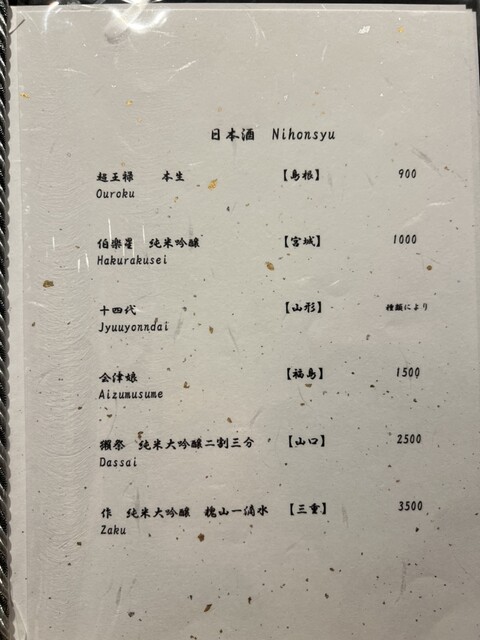 日本酒 Nihonsyu
超王禄 本生 【島根】 900
Ouroku
伯楽星 純米吟醸 【宮城】 1000
Hakurakusei
十四代 【山形】 種類により
Jyuuyonndai
会津娘 【福島】 1500
Aizumusume
獺祭 純米大吟醸二割三分 【山口】 2500
Dassai
作 純米大吟醸 槐山一滴水 【三重】 3500
Zaku